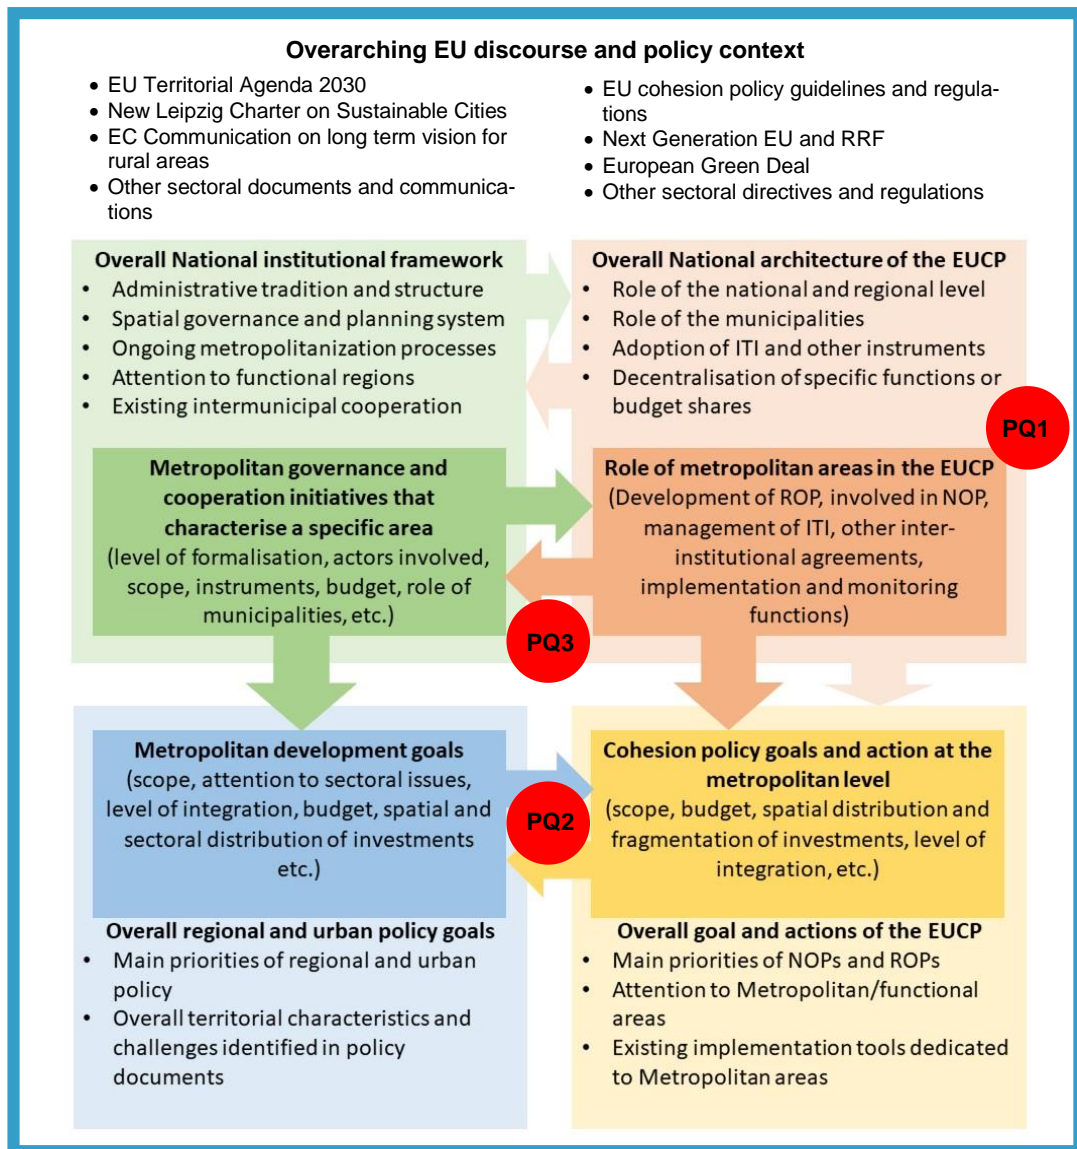 Overarching EU discourse and policy context
• EU Territorial Agenda 2030
• New Leipzig Charter on Sustainable Cities
• EC Communication on long term vision for
rural areas
• Other sectoral documents and communica-
tions
• EU cohesion policy guidelines and regula-
tions
• Next Generation EU and RRF
• European Green Deal
• Other sectoral directives and regulations
Overall National institutional framework
• Administrative tradition and structure
• Spatial governance and planning system
• Ongoing metropolitanization processes
• Attention to functional regions
• Existing intermunicipal cooperation
Overall National architecture of the EUCP
• Role of the national and regional level
• Role of the municipalities
• Adoption of ITI and other instruments
• Decentralisation of specific functions or
budget shares
PQ1
Metropolitan governance and
cooperation initiatives that
characterise a specific area
(level of formalisation, actors involved,
scope, instruments, budget, role of
municipalities, etc.)
Role of metropolitan areas in the EUCP
(Development of ROP, involved in NOP,
management of ITI, other inter-
institutional agreements,
implementation and monitoring
functions)
PQ3
Metropolitan development goals
(scope, attention to sectoral issues,
level of integration, budget, spatial and
sectoral distribution of investments
etc.)
PQ2
Cohesion policy goals and action at the
metropolitan level
(scope, budget, spatial distribution and
fragmentation of investments, level of
integration, etc.)
Overall regional and urban policy goals
• Main priorities of regional and urban
policy
• Overall territorial characteristics and
challenges identified in policy
documents
Overall goal and actions of the EUCP
• Main priorities of NOPs and ROPs
• Attention to Metropolitan/functional
areas
• Existing implementation tools dedicated
to Metropolitan areas